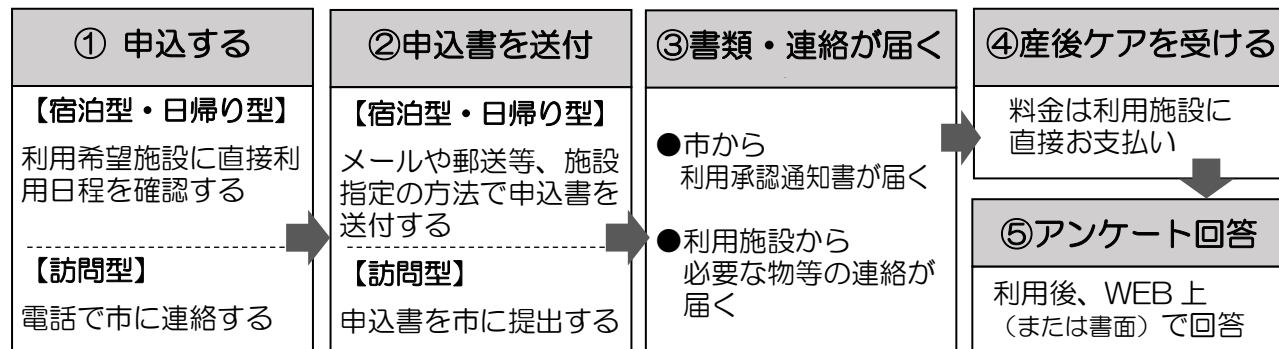 ① 申込する
【宿泊型・日帰り型】
利用希望施設に直接利
用日程を確認する
【訪問型】
電話で市に連絡する
②申込書を送付
【宿泊型・日帰り型】
メールや郵送等、施設
指定の方法で申込書を
送付する
【訪問型】
申込書を市に提出する
③書類・連絡が届く
●市から
利用承認通知書が届く
●利用施設から
必要な物等の連絡が
届く
④産後ケアを受ける
料金は利用施設に
直接お支払い
⑤アンケート回答
利用後、WEB 上
（または書面）で回答